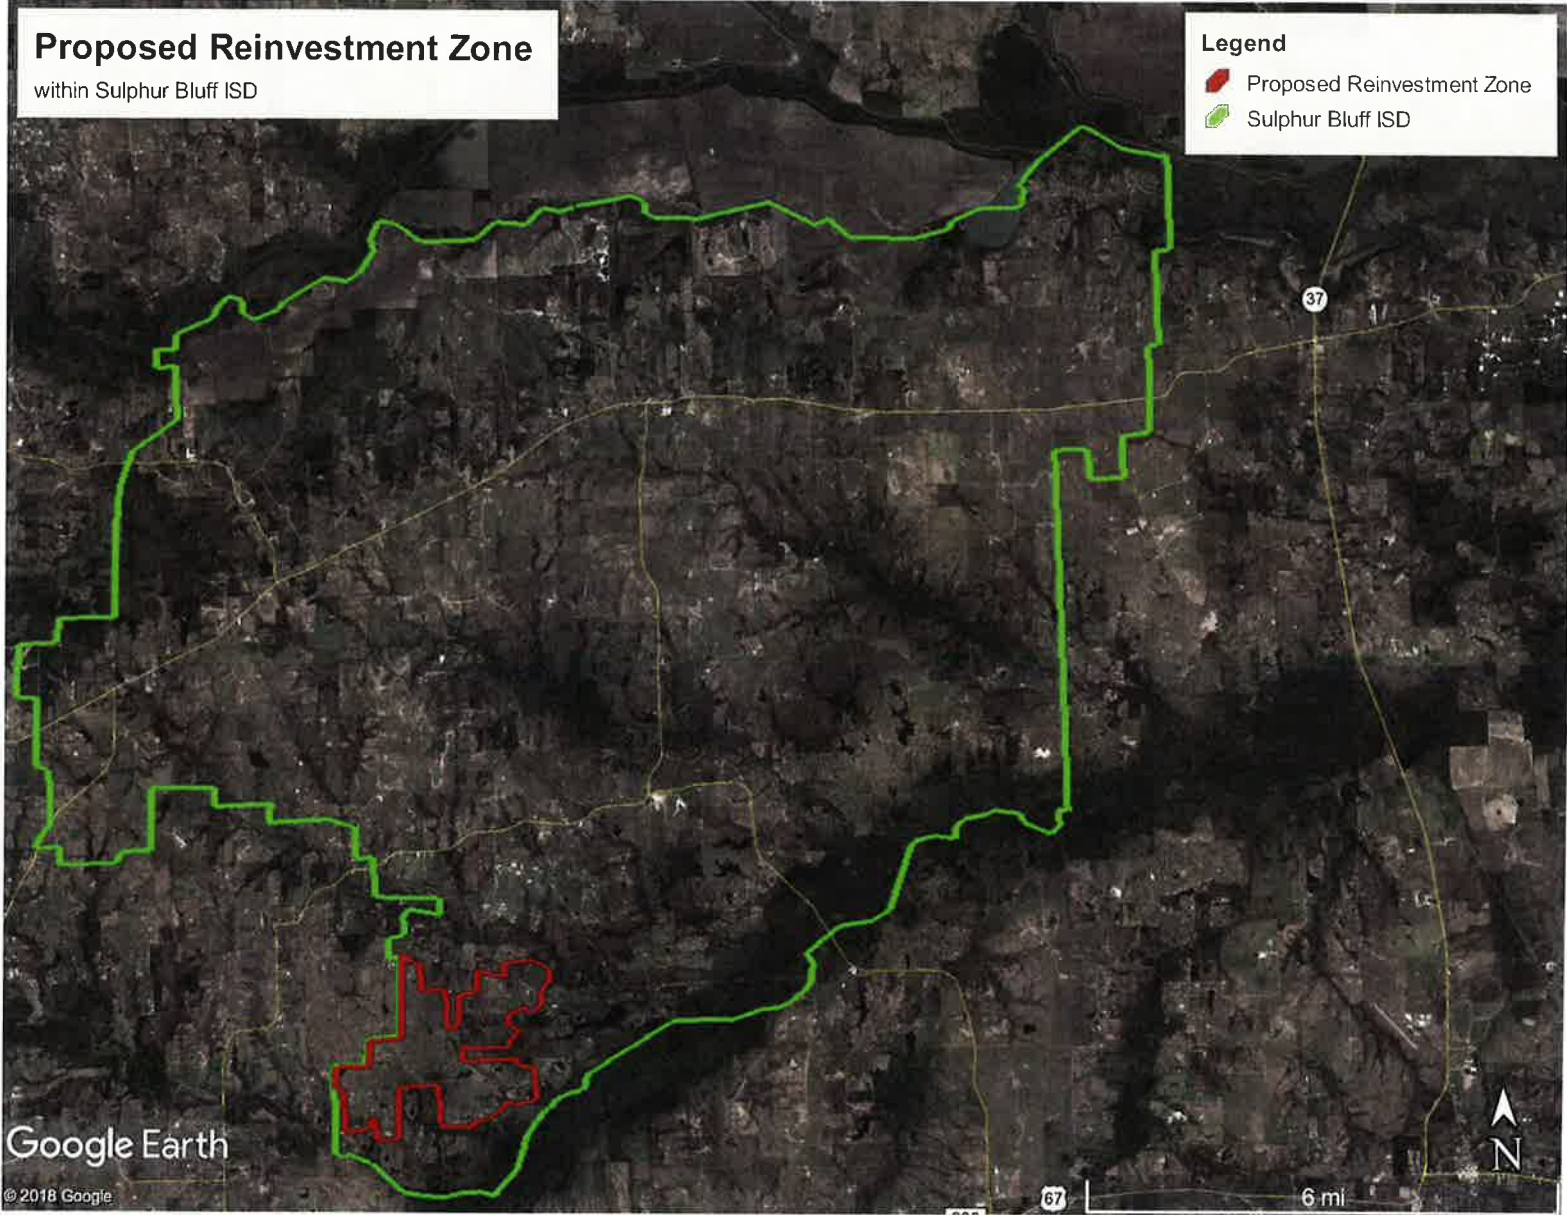 Proposed Reinvestment Zone
within Sulphur Bluff ISD
Legend
Proposed Reinvestment Zone
Sulphur Bluff ISD
37
Google Earth
N
© 2018 Google
67
6 mi